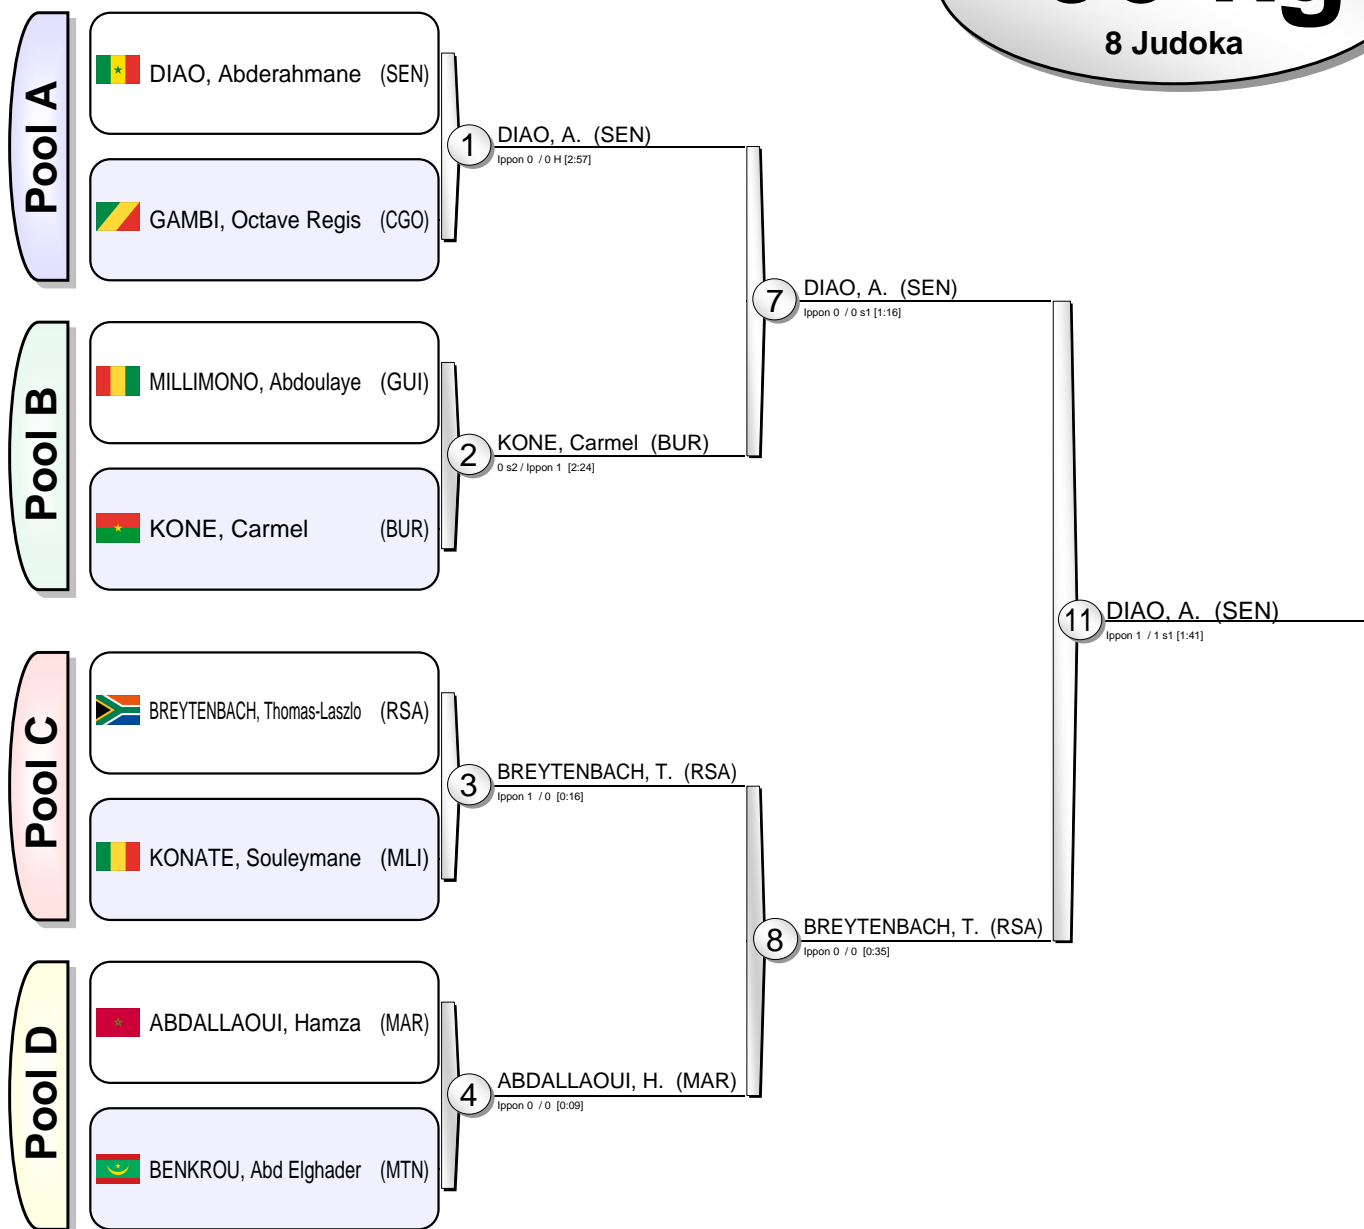 8 Judoka
Pool A
DIAO, Abderahmane (SEN)
GAMBI, Octave Regis (CGO)
1
DIAO, A. (SEN)
Ippon 0 / 0 H [2:57]
Pool B
MILLIMONO, Abdoulaye (GUI)
KONE, Carmel (BUR)
2
KONE, Carmel (BUR)
0 s2 / Ippon 1 [2:24]
7
DIAO, A. (SEN)
Ippon 0 / 0 s1 [1:16]
Pool C
BREYTENBACH, Thomas-Laszlo (RSA)
KONATE, Souleymane (MLI)
3
BREYTENBACH, T. (RSA)
Ippon 1 / 0 [0:16]
Pool D
ABDALLAOUI, Hamza (MAR)
BENKROU, Abd Elghader (MTN)
4
ABDALLAOUI, H. (MAR)
Ippon 0 / 0 [0:09]
8
BREYTENBACH, T. (RSA)
Ippon 0 / 0 [0:35]
11
DIAO, A. (SEN)
Ippon 1 / 1 s1 [1:41]